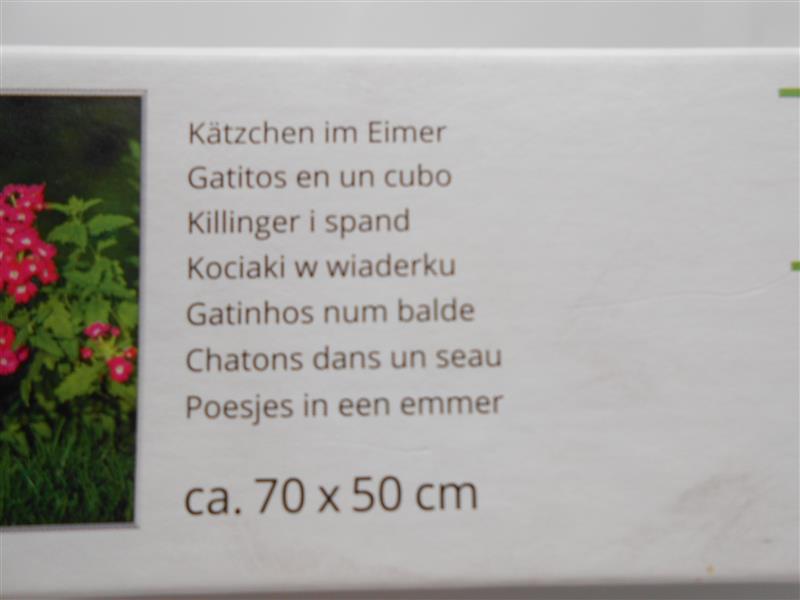 Kätzchen im Eimer
Gatitos en un cubo
Killinger i spand
Kociaki w wiaderku
Gatinhos num balde
Chatons dans un seau
Poesjes in een emmer
ca. 70 x 50 cm